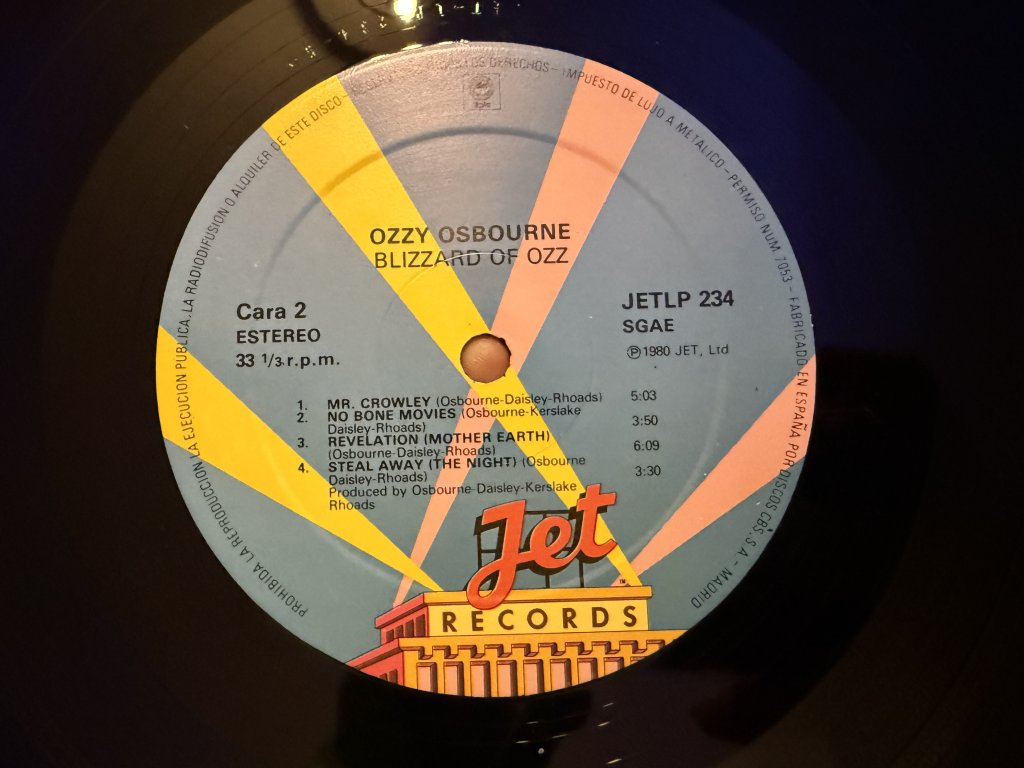 PROHIBIDA LA REPRODUCCION, LA EJECUCION PUBLICA, LA RADIODIFUSION O ALQUILER DE ESTE DISCO - DERECHOS - IMPUESTO DE LUJO A METALICO - PERMISO NUM. 7053 - FABRICADO EN ESPAÑA POR DISCOS CBS, S.A. - MADRID
OZZY OSBOURNE
BLIZZARD OF OZZ
Cara 2
ESTEREO
33 1/3 r.p.m.
JETLP 234
SGAE
Ⓟ1980 JET, Ltd
1. MR. CROWLEY (Osbourne-Daisley-Rhoads) 5:03
2. NO BONE MOVIES (Osbourne-Kerslake
Daisley-Rhoads) 3:50
3. REVELATION (MOTHER EARTH)
(Osbourne-Daisley-Rhoads) 6:09
4. STEAL AWAY (THE NIGHT) (Osbourne
Daisley-Rhoads) 3:30
Produced by Osbourne-Daisley-Kerslake
Rhoads
Jet
TM
RECORDS